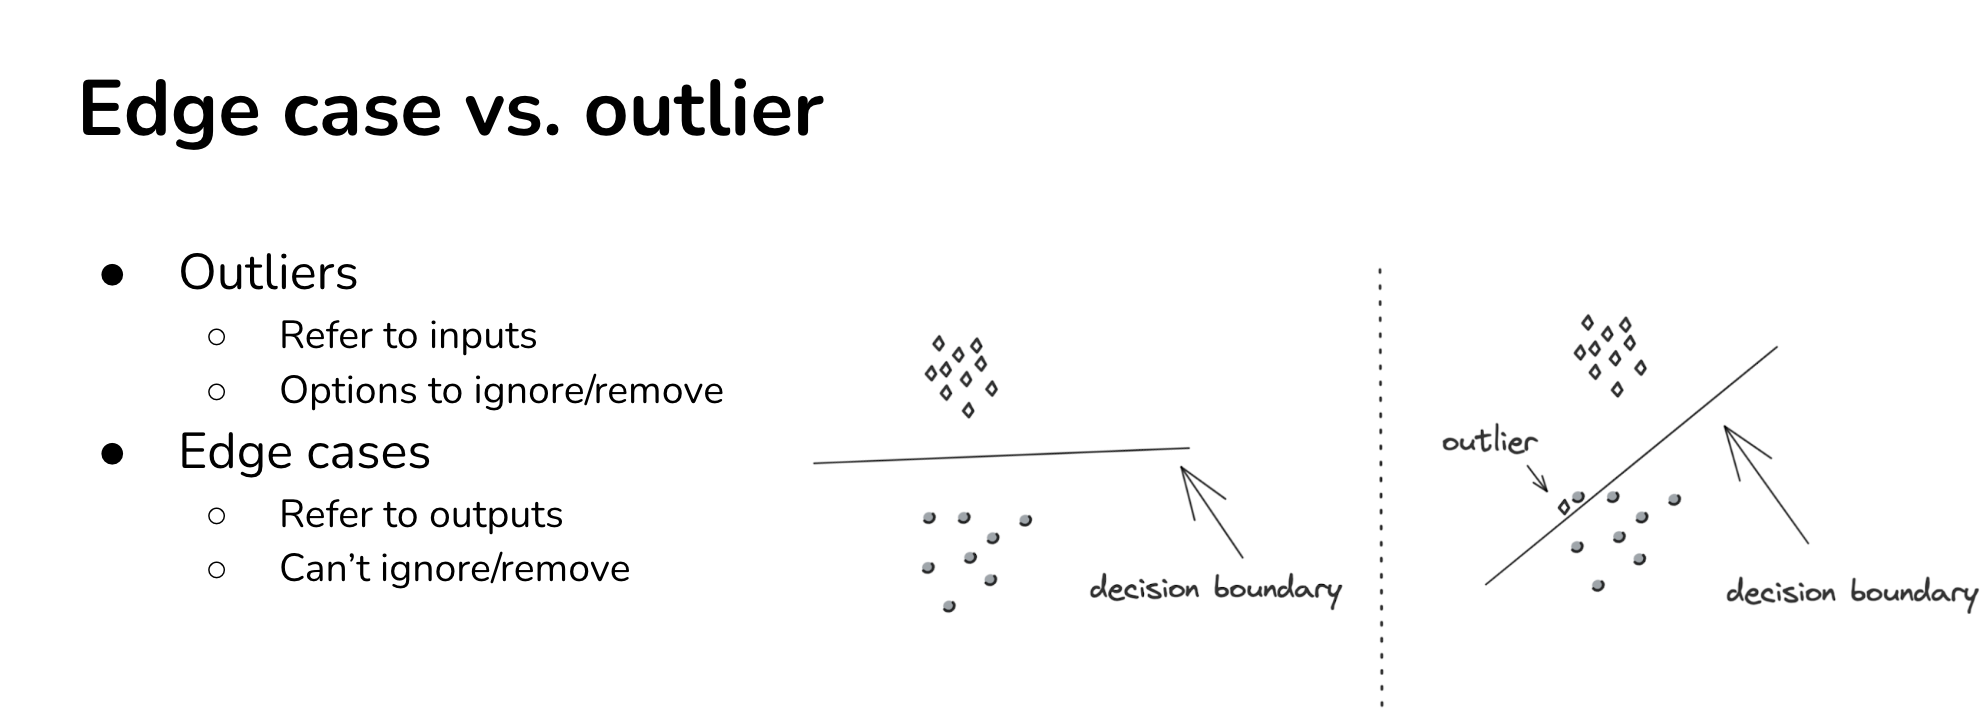 Edge case vs. outlier
● Outliers
○ Refer to inputs
○ Options to ignore/remove
● Edge cases
○ Refer to outputs
○ Can’t ignore/remove
decision boundary
outlier
decision boundary